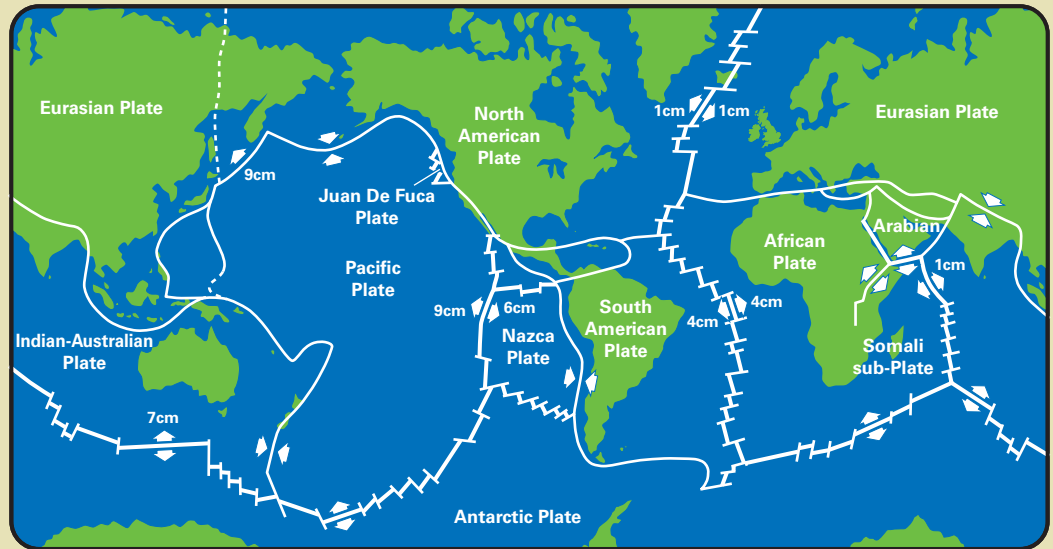 Eurasian Plate
North
American
Plate
1cm
1cm
Eurasian Plate
9cm
Juan De Fuca
Plate
Pacific
Plate
African
Plate
Arabian
1cm
9cm
6cm
Nazca
Plate
South
American
Plate
4cm
4cm
Indian-Australian
Plate
Somali
sub-Plate
7cm
Antarctic Plate